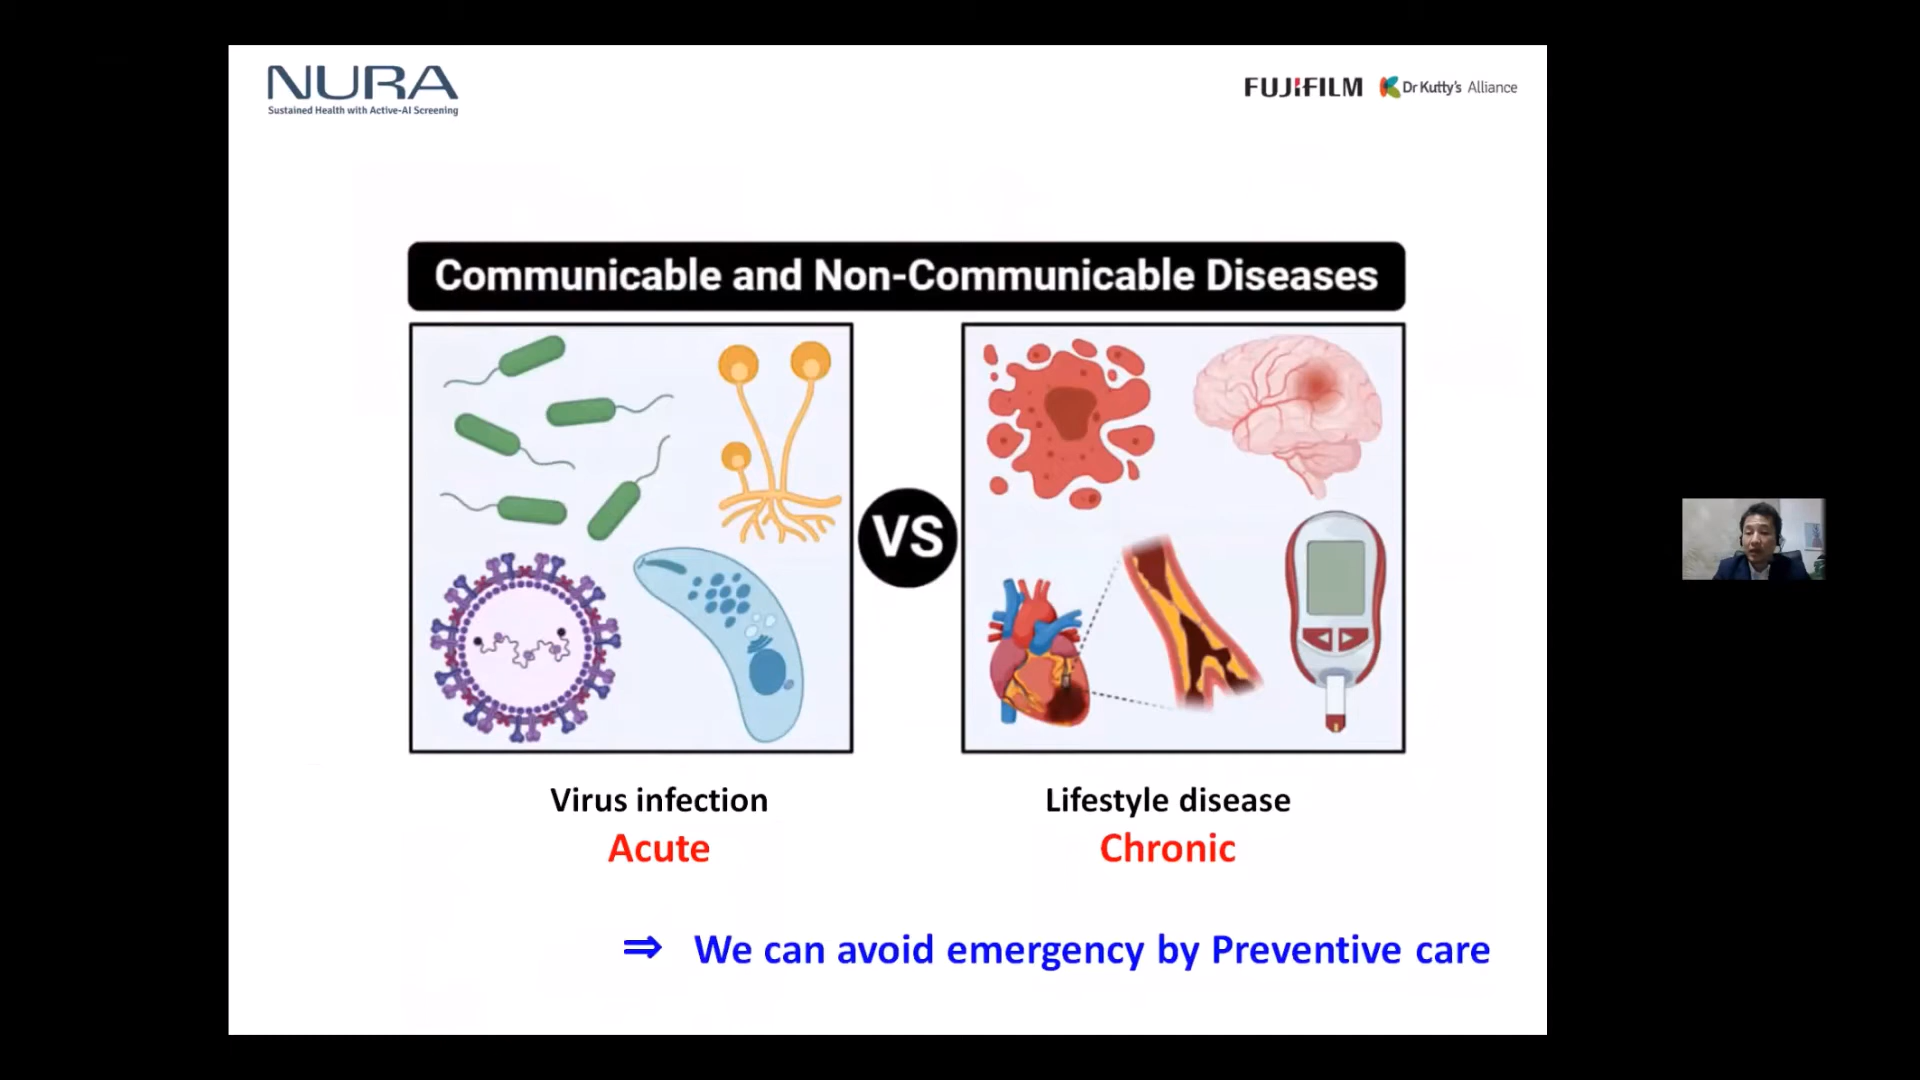 NURA
Sustained Health with Active-AI Screening
FUJIFILM
Dr Kutty's Alliance
Communicable and Non-Communicable Diseases
VS
Virus infection
Acute
Lifestyle disease
Chronic
⇒ We can avoid emergency by Preventive care